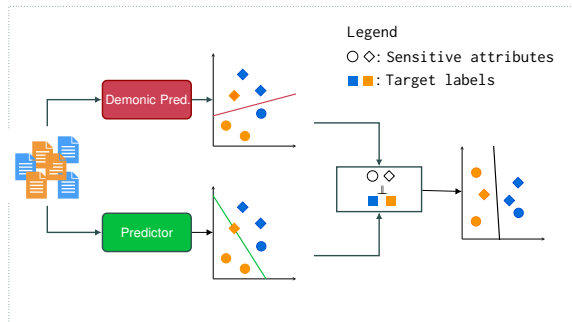 Legend
: Sensitive attributes
: Target labels
Demonic Pred.
Predictor
⊥